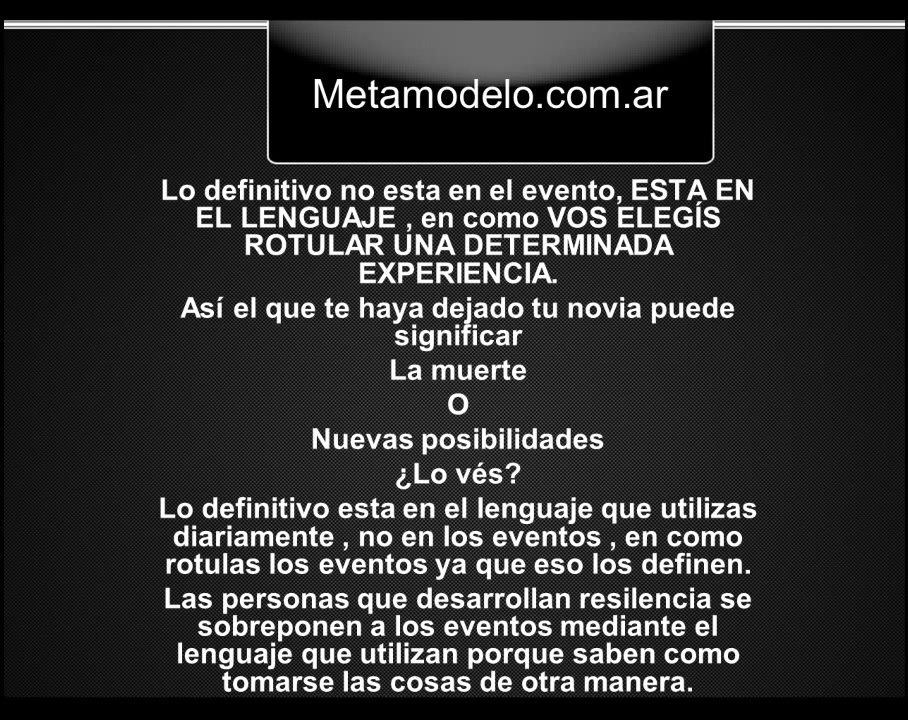 Metamodelo.com.ar
Lo definitivo no esta en el evento, ESTA EN
EL LENGUAJE , en como VOS ELEGÍS
ROTULAR UNA DETERMINADA
EXPERIENCIA.
Así el que te haya dejado tu novia puede
significar
La muerte
O
Nuevas posibilidades
¿Lo vés?
Lo definitivo esta en el lenguaje que utilizas
diariamente , no en los eventos , en como
rotulas los eventos ya que eso los definen.
Las personas que desarrollan resilencia se
sobreponen a los eventos mediante el
lenguaje que utilizan porque saben como
tomarse las cosas de otra manera.